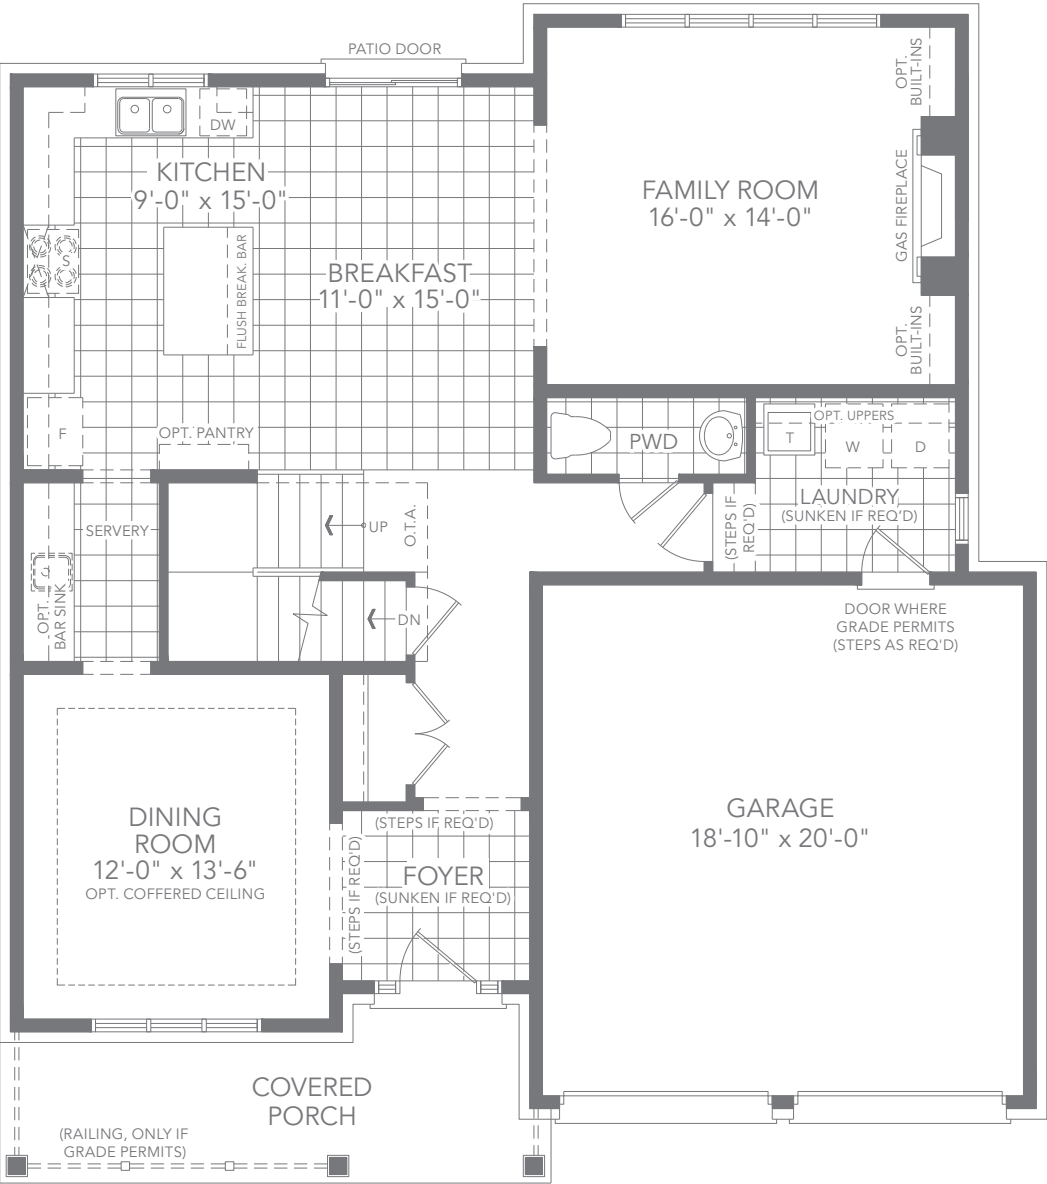 PATIO DOOR
OPT.
BUILT-INS
DW
KITCHEN
9'-0" x 15'-0"
FAMILY ROOM
16'-0" x 14'-0"
GAS FIREPLACE
S
FLUSH BREAK. BAR
BREAKFAST
11'-0" x 15'-0"
OPT.
BUILT-INS
F
OPT. PANTRY
PWD
OPT. UPPERS
T
W
D
LAUNDRY
(SUNKEN IF REQ'D)
(STEPS IF
REQ'D)
SERVERY
UP
O.T.A.
OPT.
BAR SINK
DN
DOOR WHERE
GRADE PERMITS
(STEPS AS REQ'D)
DINING
ROOM
12'-0" x 13'-6"
OPT. COFFERED CEILING
(STEPS IF REQ'D)
(STEPS IF REQ'D)
FOYER
(SUNKEN IF REQ'D)
GARAGE
18'-10" x 20'-0"
COVERED
PORCH
(RAILING, ONLY IF
GRADE PERMITS)